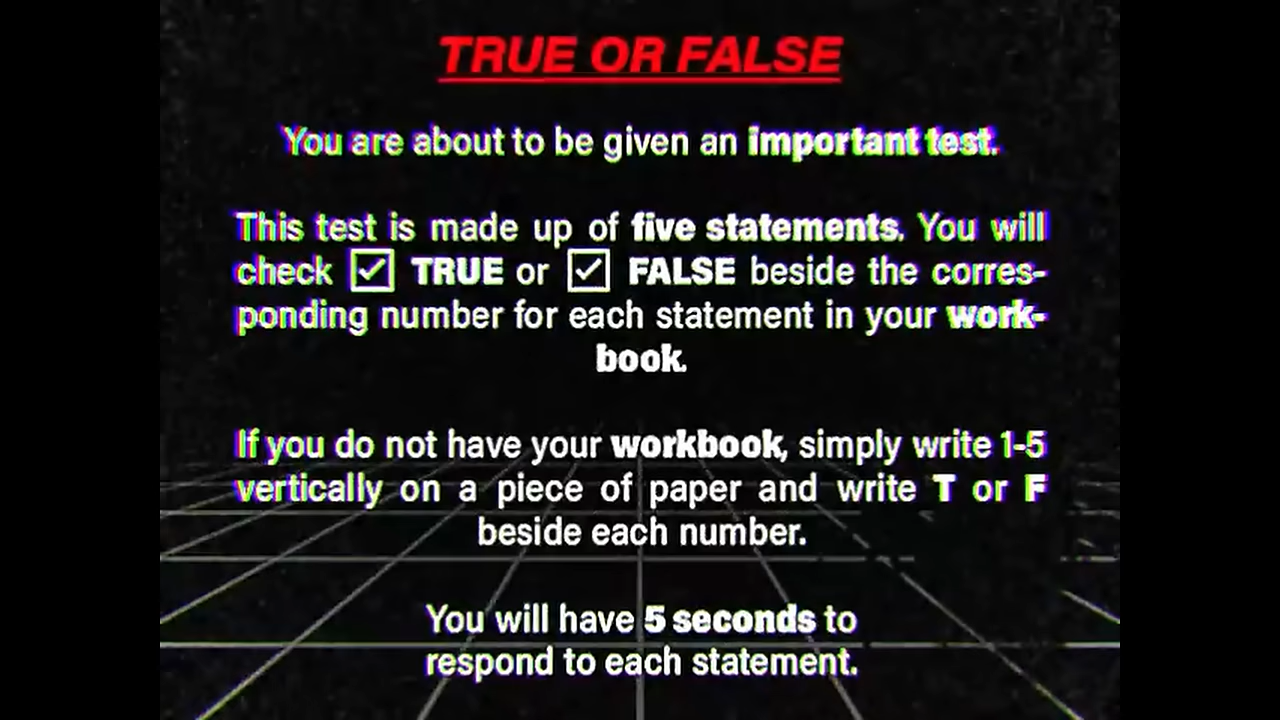 TRUE OR FALSE
You are about to be given an important test.
This test is made up of five statements. You will
check ☑ TRUE or ☑ FALSE beside the corres-
ponding number for each statement in your work-
book.
If you do not have your workbook, simply write 1-5
vertically on a piece of paper and write T or F
beside each number.
You will have 5 seconds to
respond to each statement.